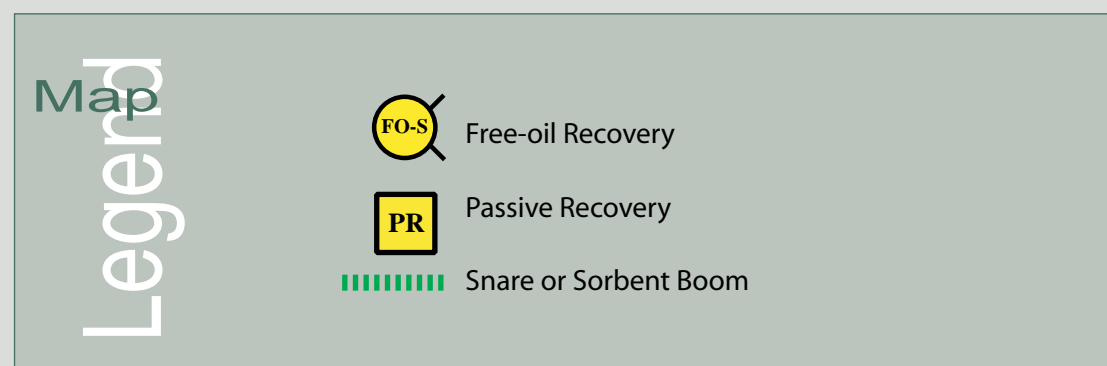 Map
Legend
FO-S
Free-oil Recovery
PR
Passive Recovery
Snare or Sorbent Boom